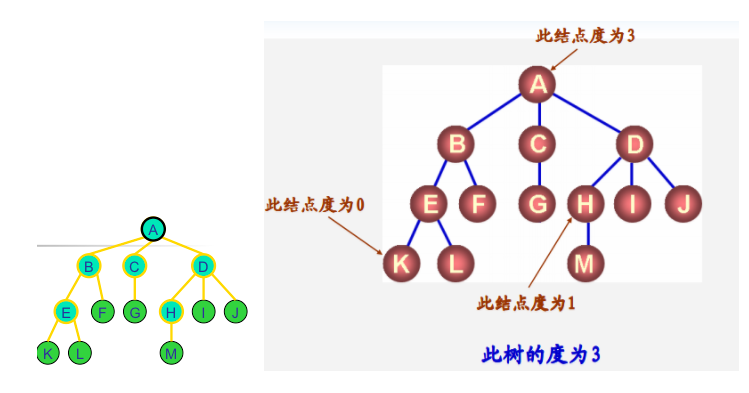 此结点度为3
A
B C D
此结点度为0
E F G H I J
K L M
此结点度为1
此树的度为3
A
B C D
E F G H I J
K L M